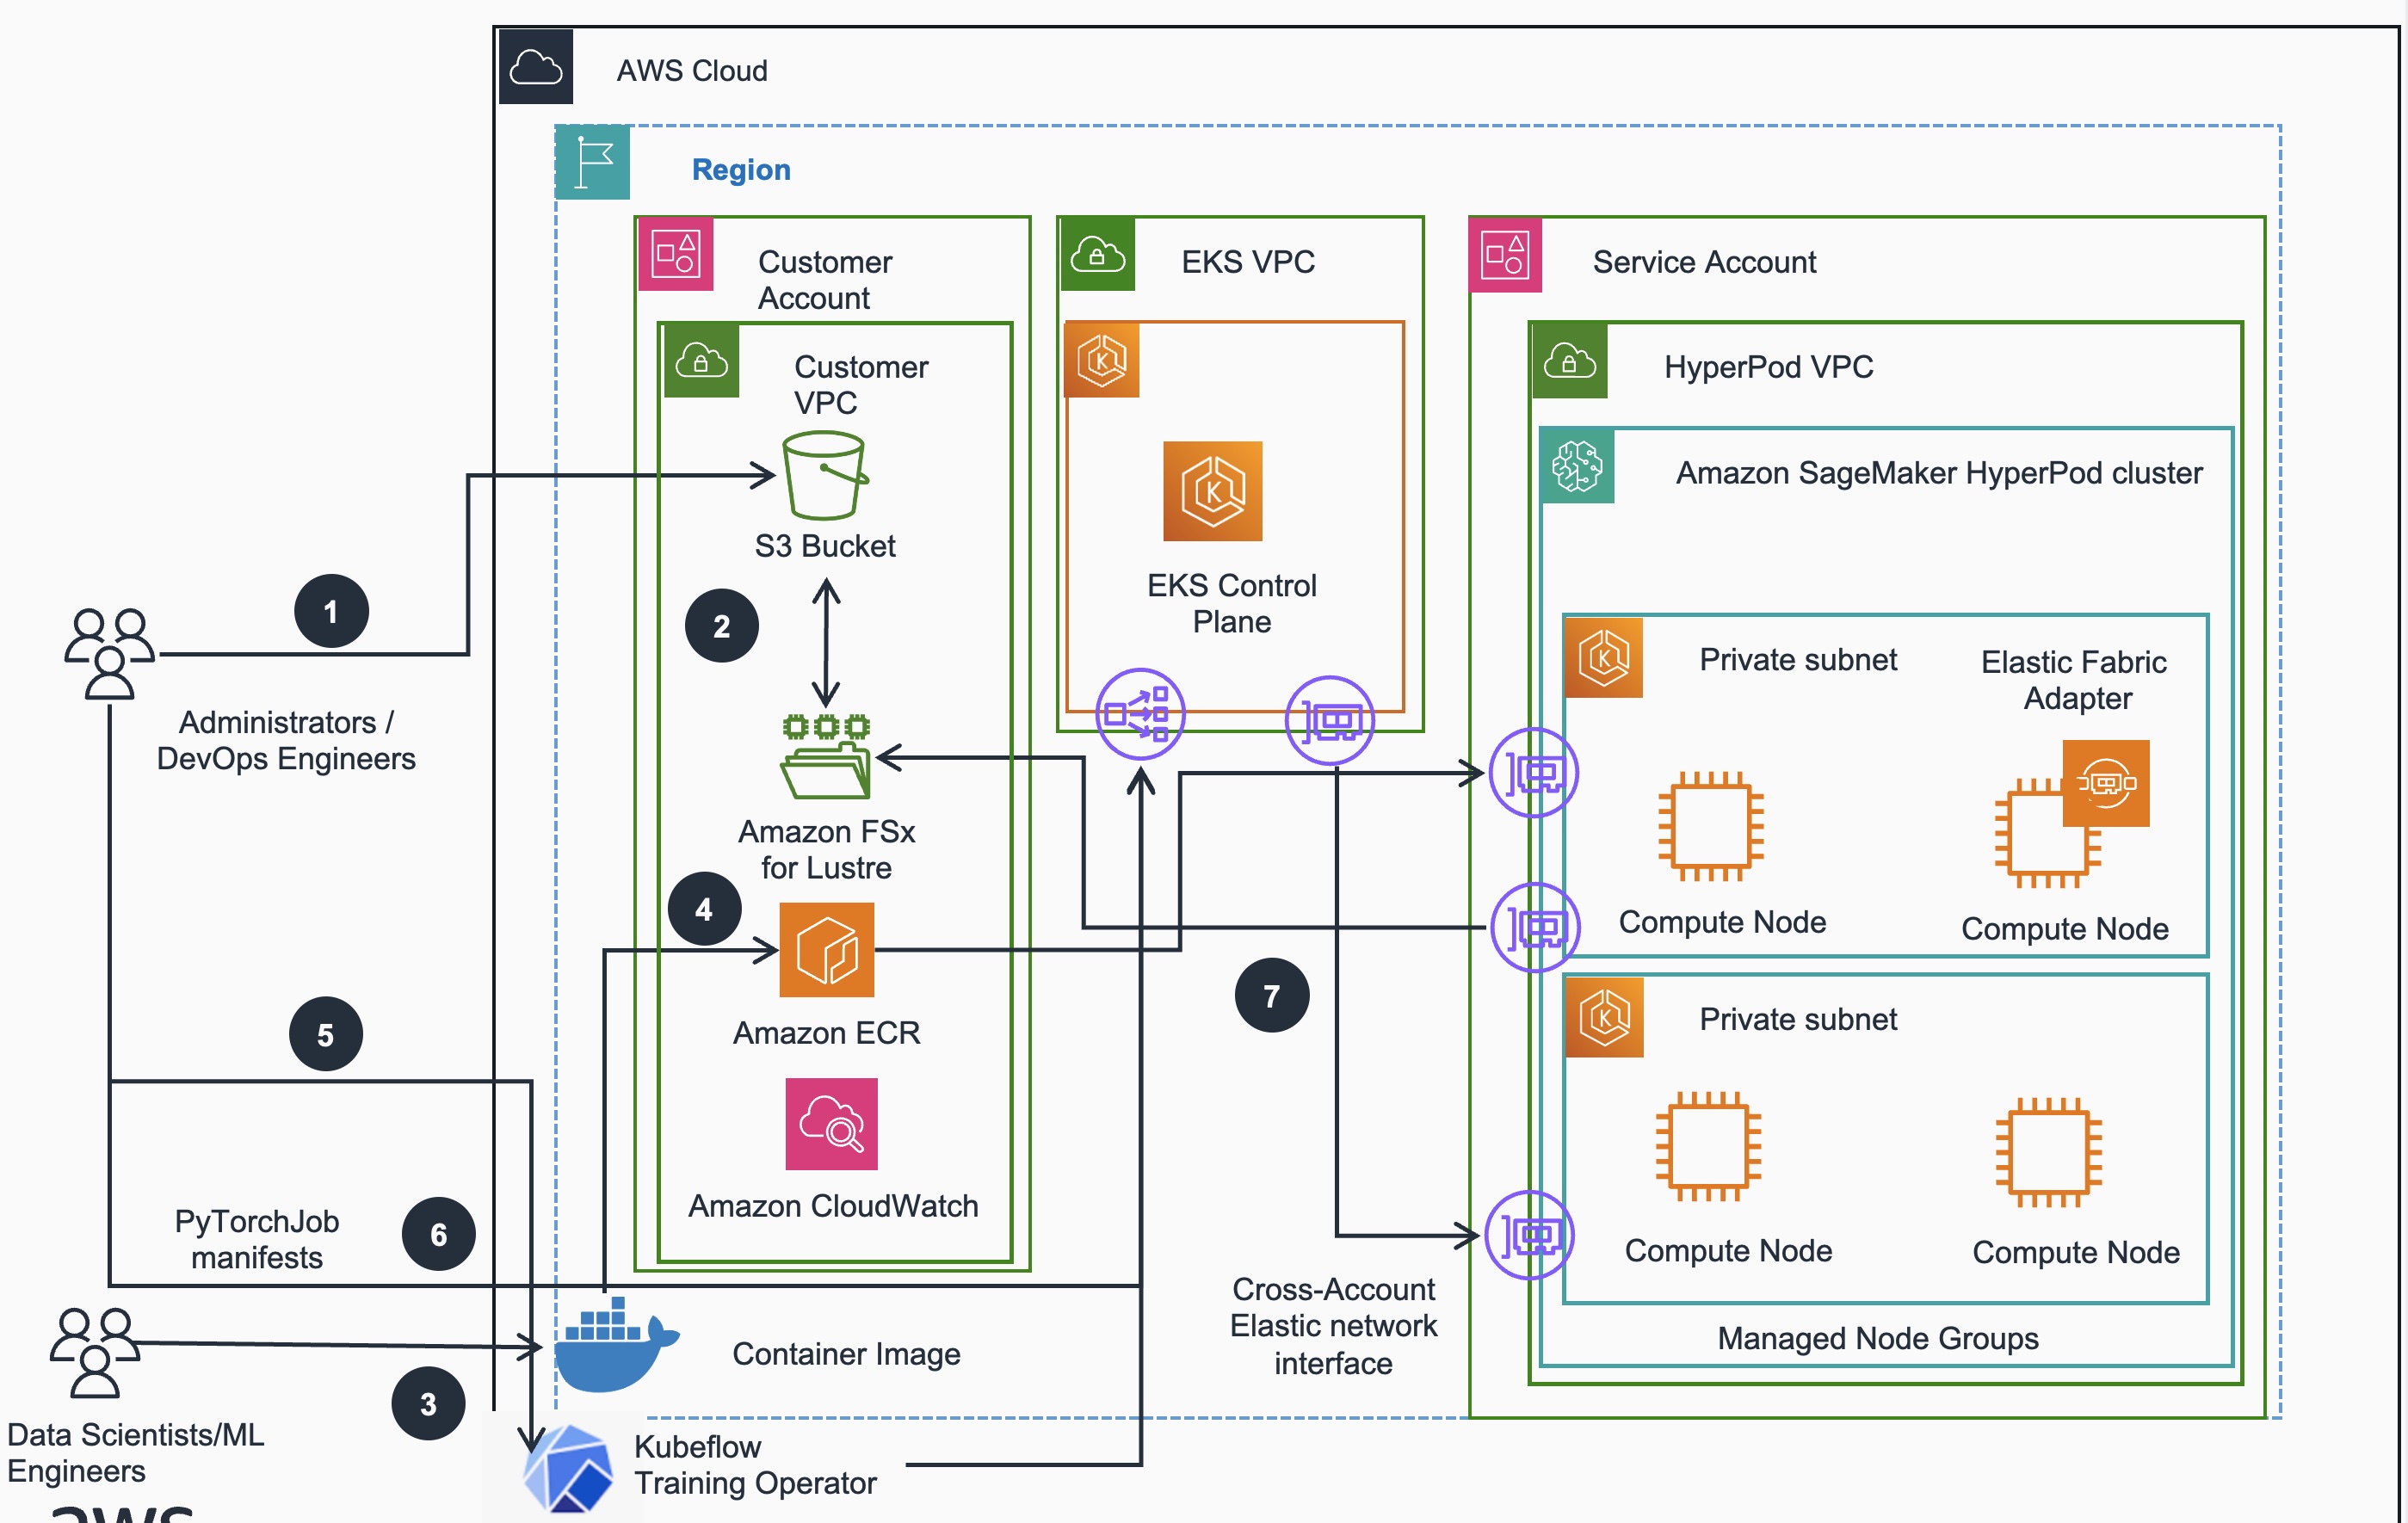 AWS Cloud
Region
Customer
Account
EKS VPC
Service Account
Customer
VPC
HyperPod VPC
Amazon SageMaker HyperPod cluster
S3 Bucket
EKS Control
Plane
1
2
Administrators /
DevOps Engineers
Private subnet
Elastic Fabric
Adapter
Amazon FSx
for Lustre
4
Compute Node
Compute Node
Amazon ECR
5
7
Private subnet
Amazon CloudWatch
PyTorchJob
manifests
6
Compute Node
Compute Node
Cross-Account
Elastic network
interface
Managed Node Groups
Container Image
3
Data Scientists/ML
Engineers
Kubeflow
Training Operator
aws